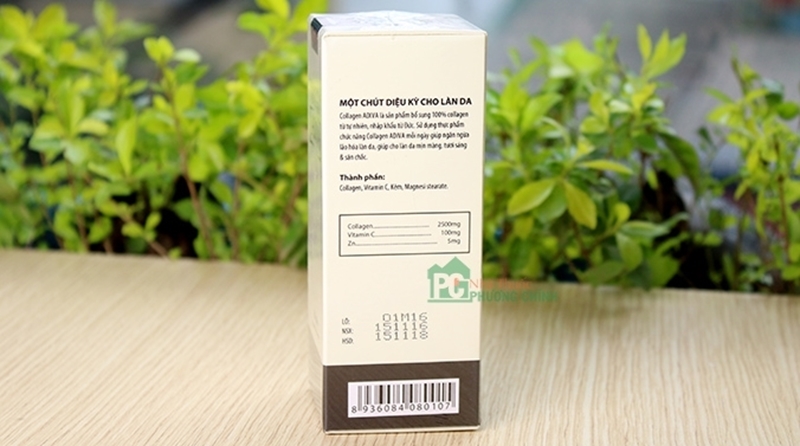 MỘT CHÚT DIỆU KỲ CHO LÀN DA
Collagen ADIVA là sản phẩm bổ sung 100% collagen
từ tự nhiên, nhập khẩu từ Đức. Sử dụng thực phẩm
chức năng Collagen ADIVA mỗi ngày giúp ngăn ngừa
lão hóa làn da, giúp cho làn da mịn màng, tươi sáng
& săn chắc.
Thành phần:
Collagen, Vitamin C, Kẽm, Magnesi stearate.
Collagen 2500mg
Vitamin C 100mg
Zn 5mg
PG
PHƯƠNG
LÔ: 01M16
NSX: 151116
HSD: 151118
8936084080107